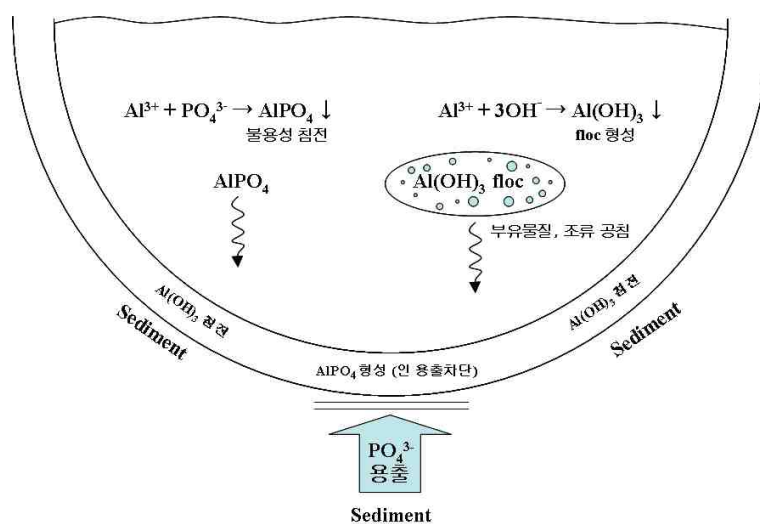 Al³⁺ + PO₄³⁻ → AlPO₄ ↓
불용성 침전
Al³⁺ + 3OH⁻ → Al(OH)₃ ↓
floc 형성
AlPO₄
Al(OH)₃ floc
부유물질, 조류 공침
Al(OH)₃ 침전
Sediment
Al(OH)₃ 침전
Sediment
AlPO₄ 형성 (인 용출차단)
PO₄³⁻
용출
Sediment